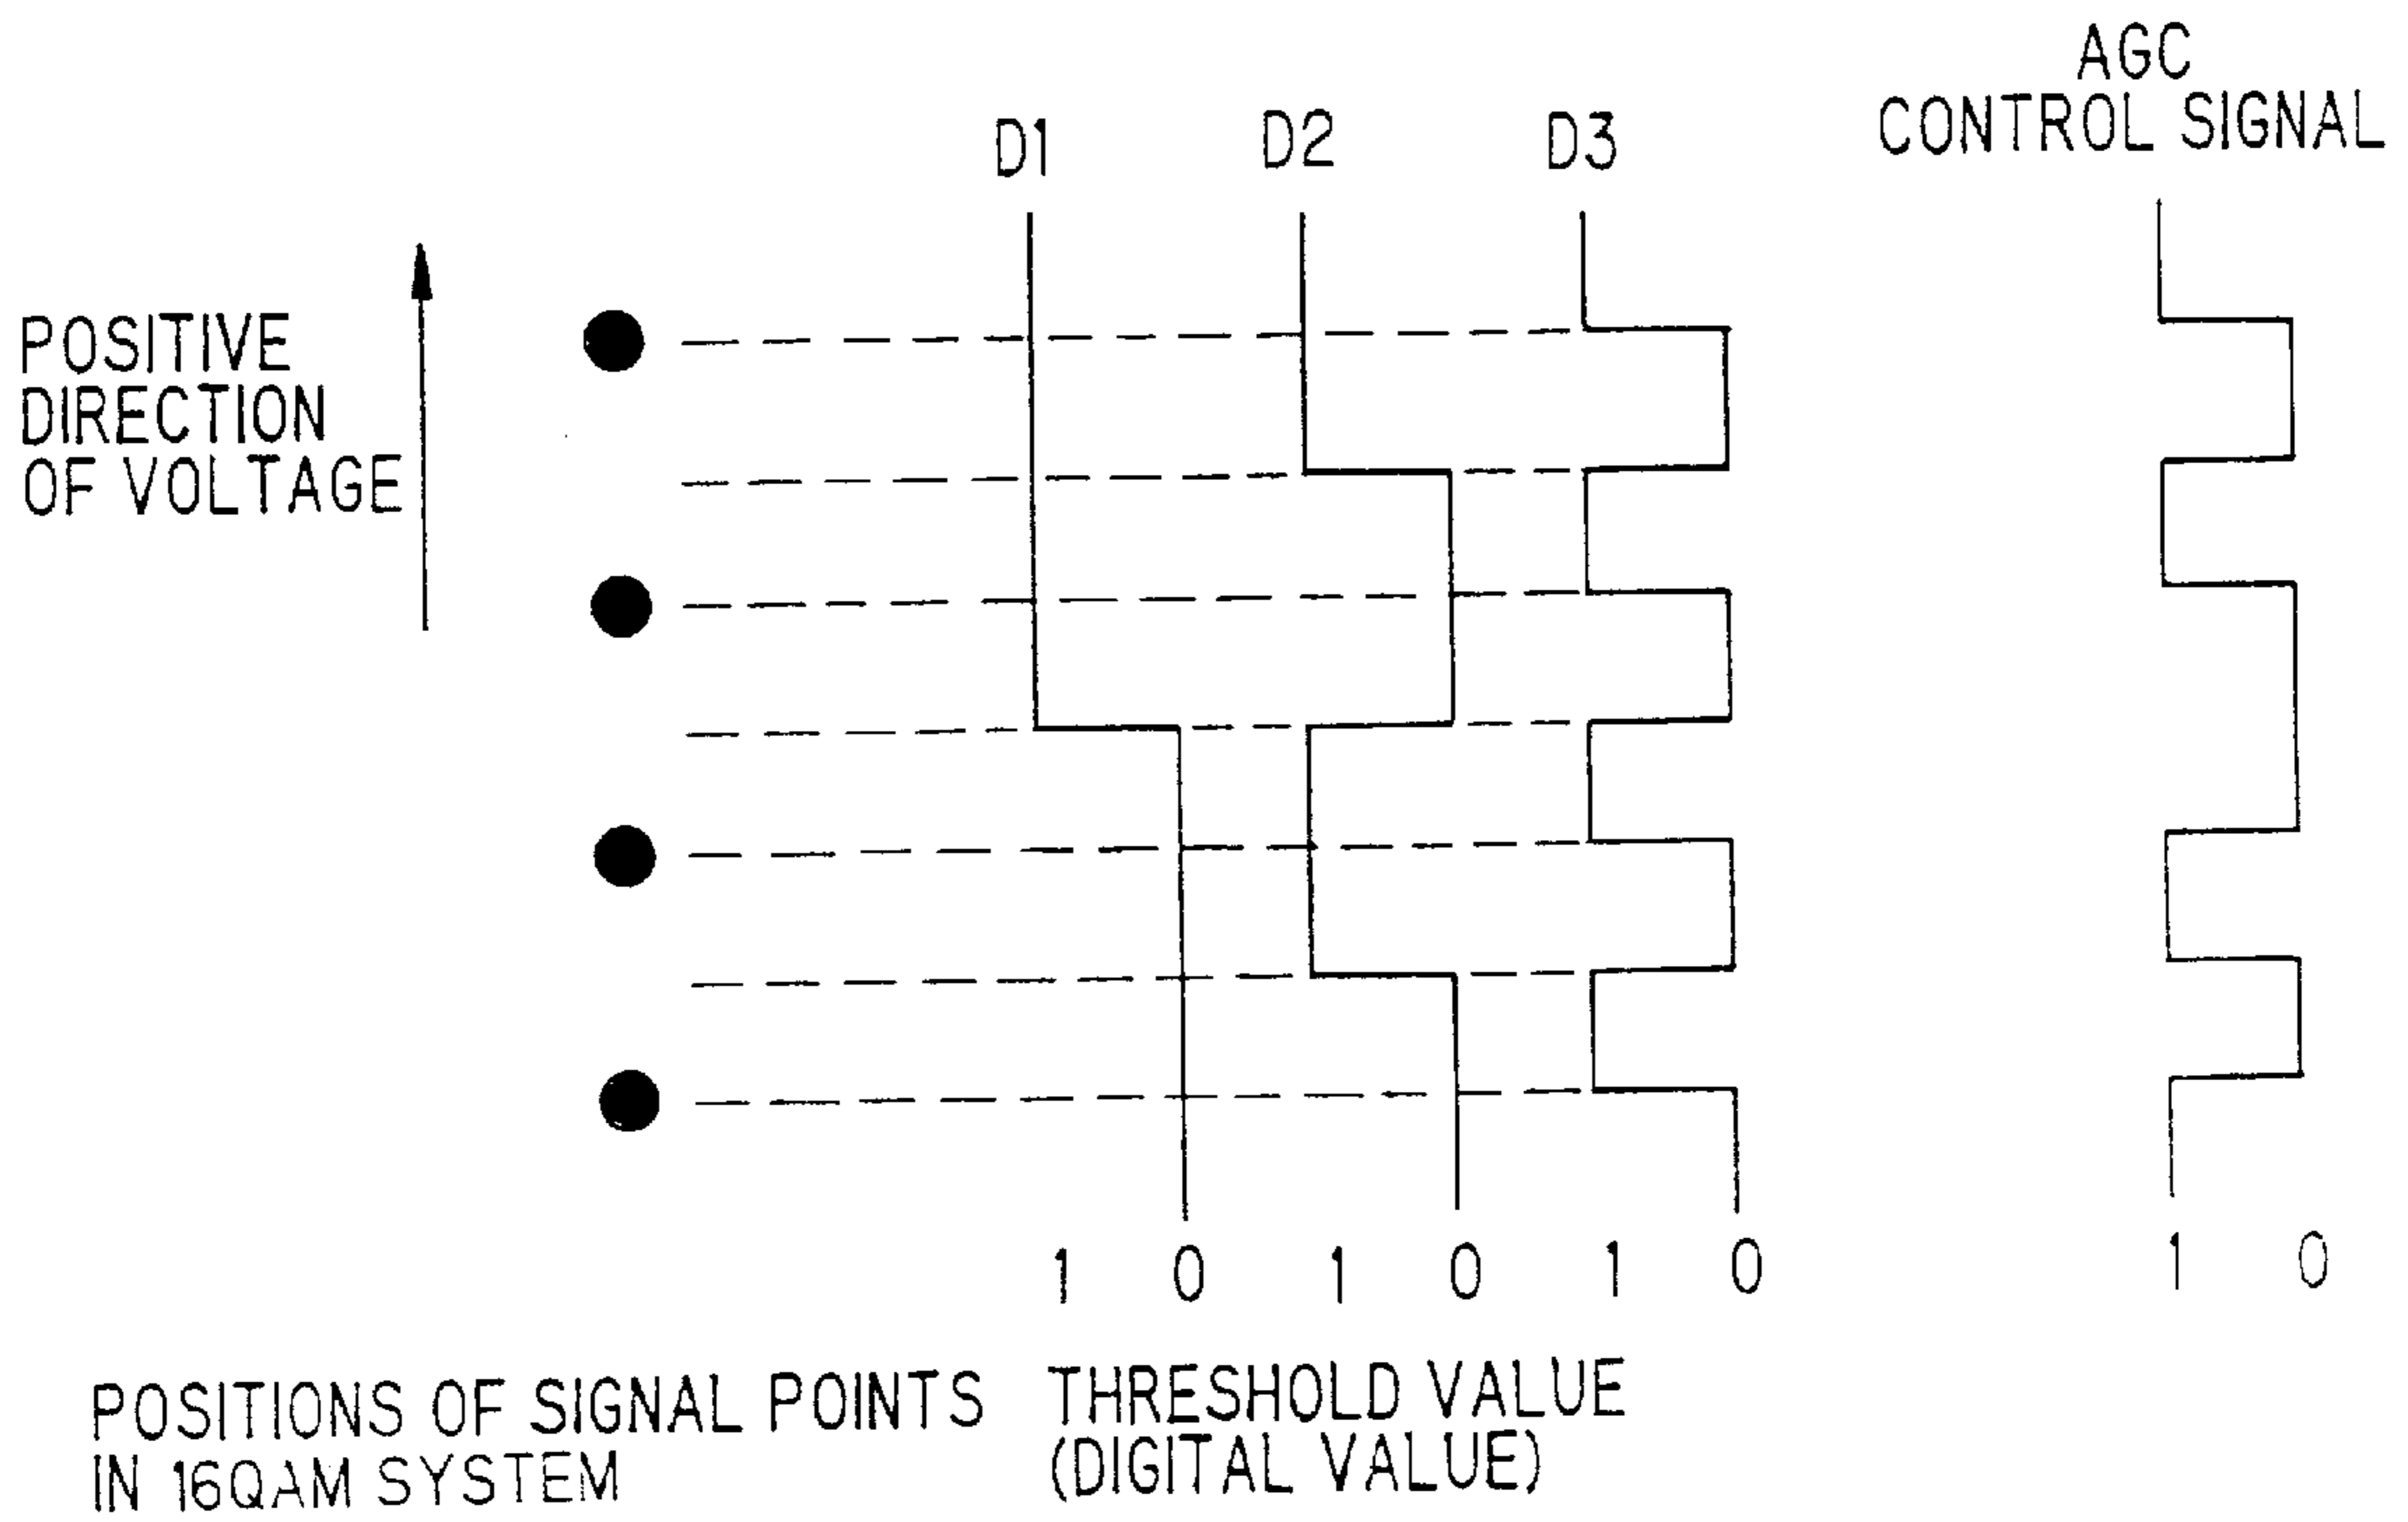 AGC
CONTROL SIGNAL
D1
D2
D3
POSITIVE
DIRECTION
OF VOLTAGE
1 0 1 0 1 0
1 0
POSITIONS OF SIGNAL POINTS
IN 16QAM SYSTEM
THRESHOLD VALUE
(DIGITAL VALUE)